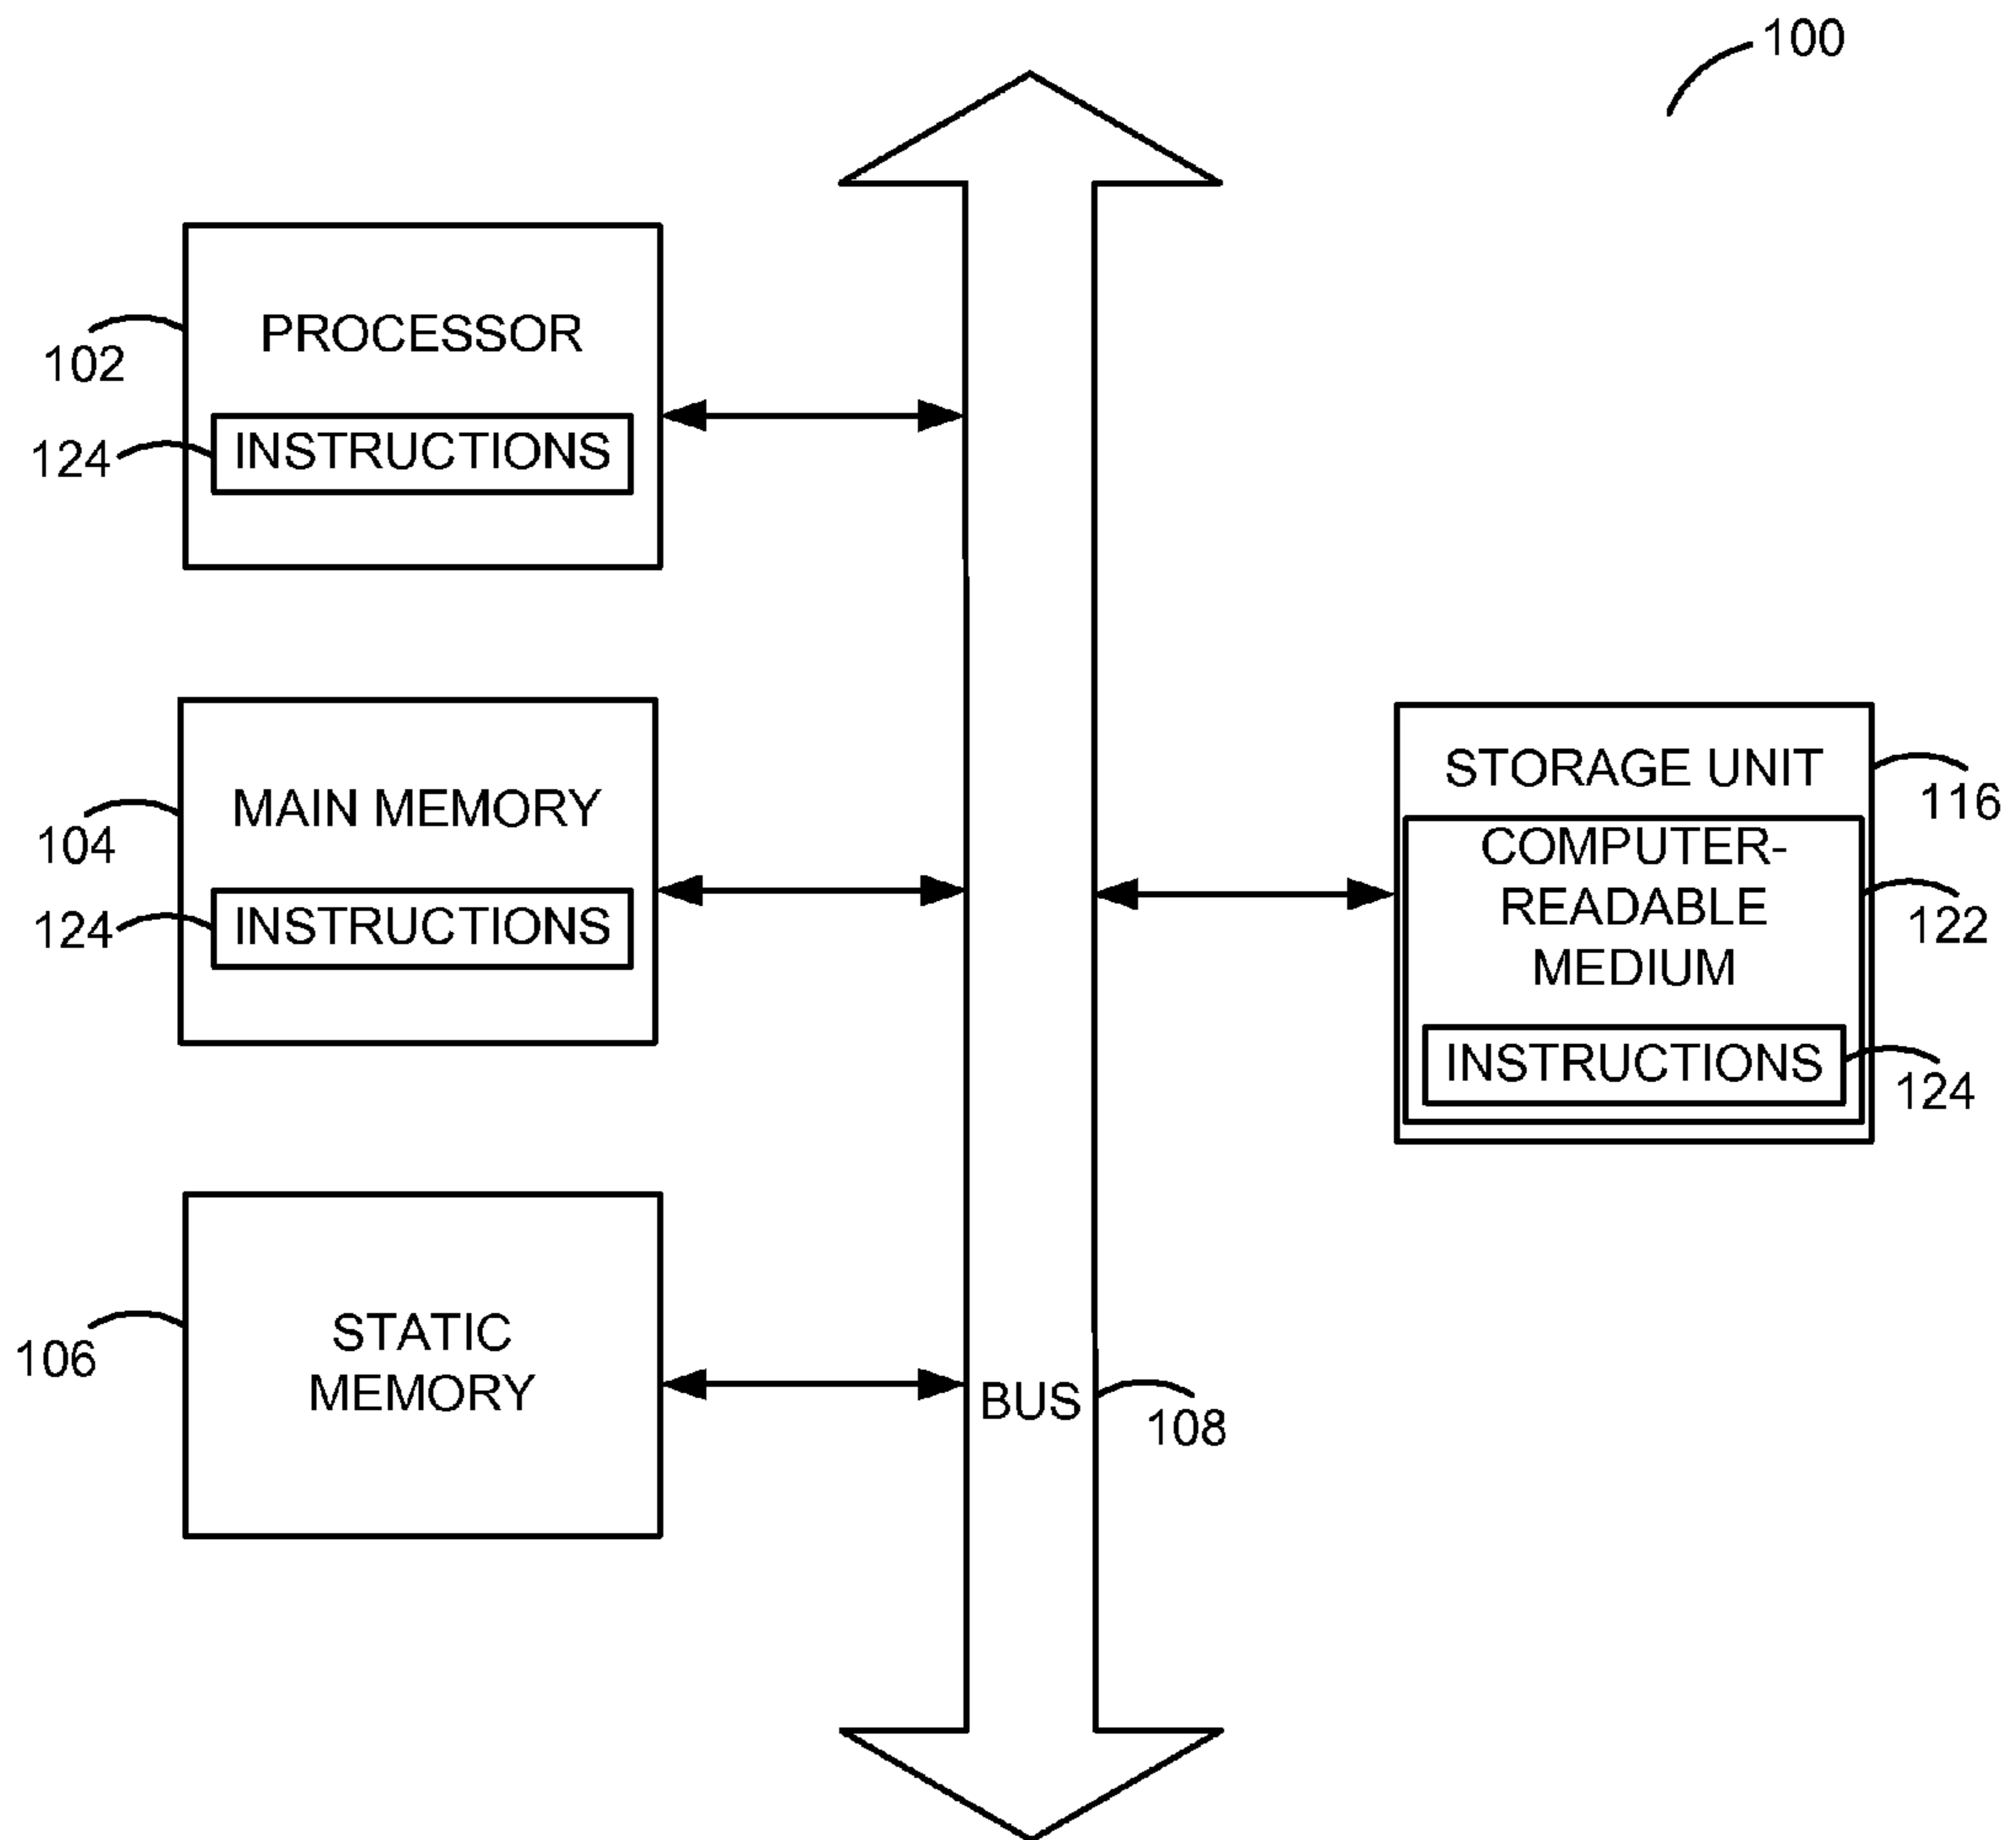 100
PROCESSOR
102
INSTRUCTIONS
124
MAIN MEMORY
104
INSTRUCTIONS
124
STORAGE UNIT
116
COMPUTER-
READABLE
MEDIUM
122
INSTRUCTIONS
124
STATIC
MEMORY
106
BUS
108